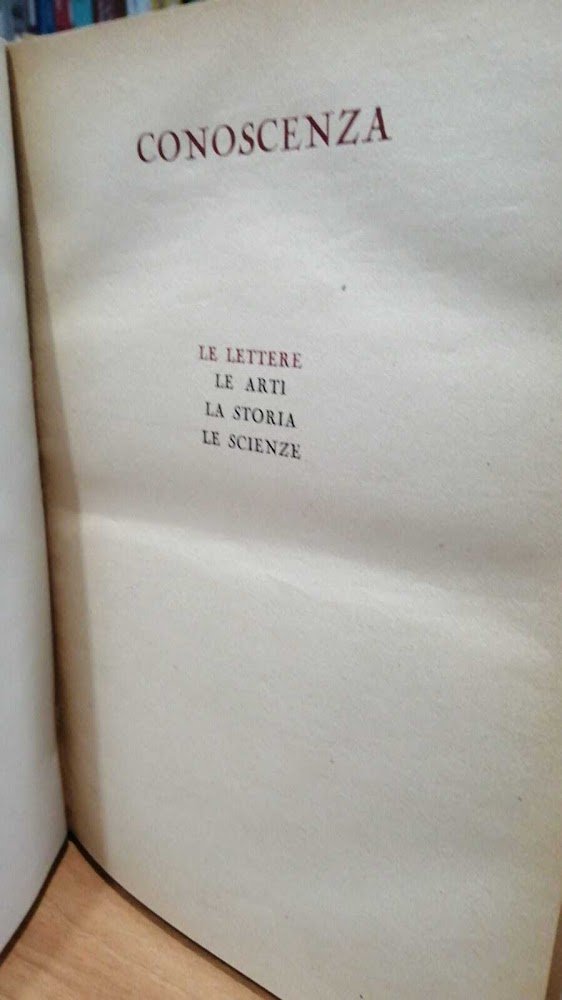 CONOSCENZA
LE LETTERE
LE ARTI
LA STORIA
LE SCIENZE